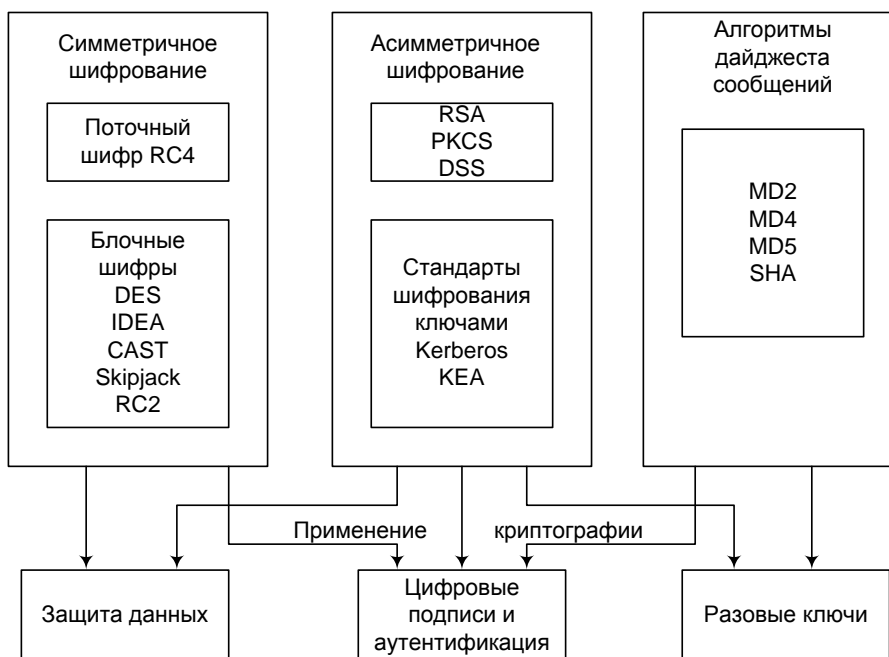 Симметричное
шифрование
Поточный
шифр RC4
Блочные
шифры
DES
IDEA
CAST
Skipjack
RC2
Асимметричное
шифрование
RSA
PKCS
DSS
Стандарты
шифрования
ключами
Kerberos
KEA
Алгоритмы
дайджеста
сообщений
MD2
MD4
MD5
SHA
Применение криптографии
Защита данных
Цифровые
подписи и
аутентификация
Разовые ключи